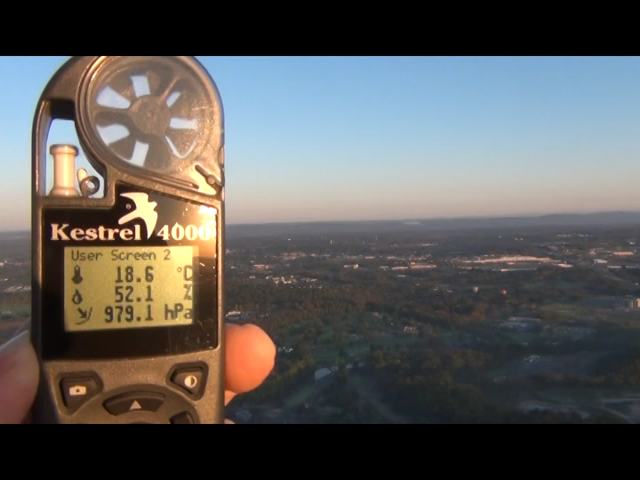 Kestrel 4000
User Screen 2
18.6 °C
52.1 %
979.1 hPa